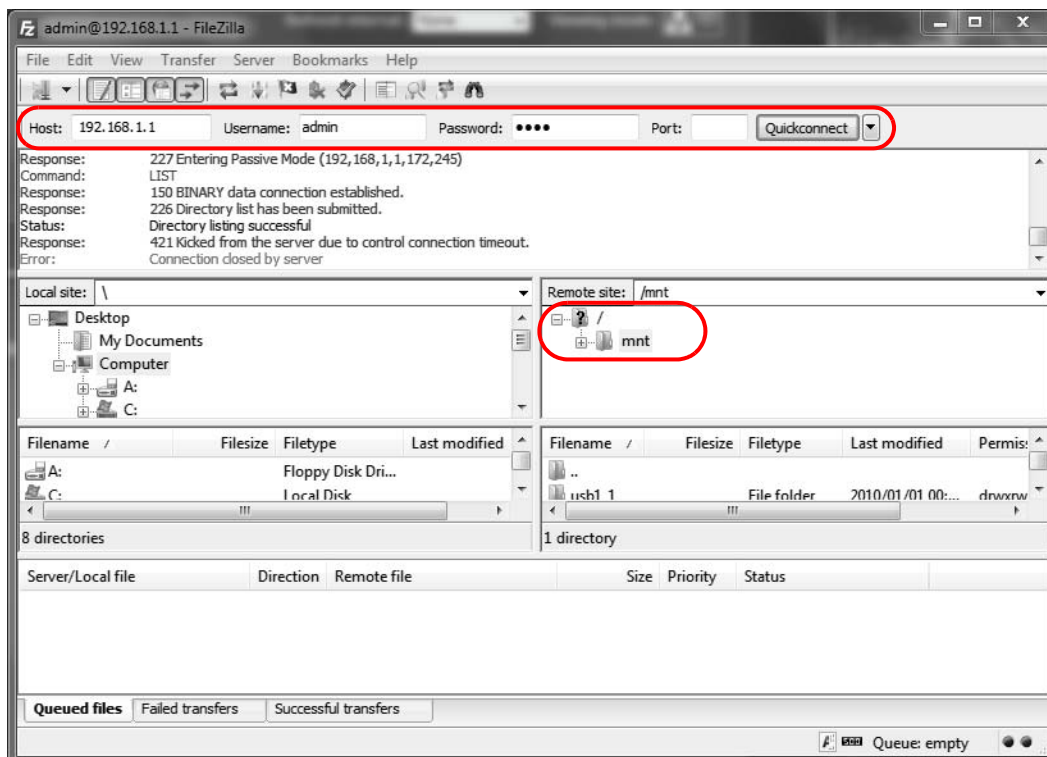 admin@192.168.1.1 - FileZilla
File Edit View Transfer Server Bookmarks Help
Host: 192.168.1.1 Username: admin Password: •••• Port: Quickconnect
Response: 227 Entering Passive Mode (192,168,1,1,172,245)
Command: LIST
Response: 150 BINARY data connection established.
Response: 226 Directory list has been submitted.
Status: Directory listing successful
Response: 421 Kicked from the server due to control connection timeout.
Error: Connection closed by server
Local site: \ Remote site: /mnt
Desktop
My Documents
Computer
A:
C:
/
mnt
Filename / Filesize Filetype Last modified
A: Floppy Disk Dri...
C: Local Disk
8 directories
Filename / Filesize Filetype Last modified Permis:
..
usb1_1 File folder 2010/01/01 00:... drwxrw
1 directory
Server/Local file Direction Remote file Size Priority Status
Queued files Failed transfers Successful transfers
Queue: empty